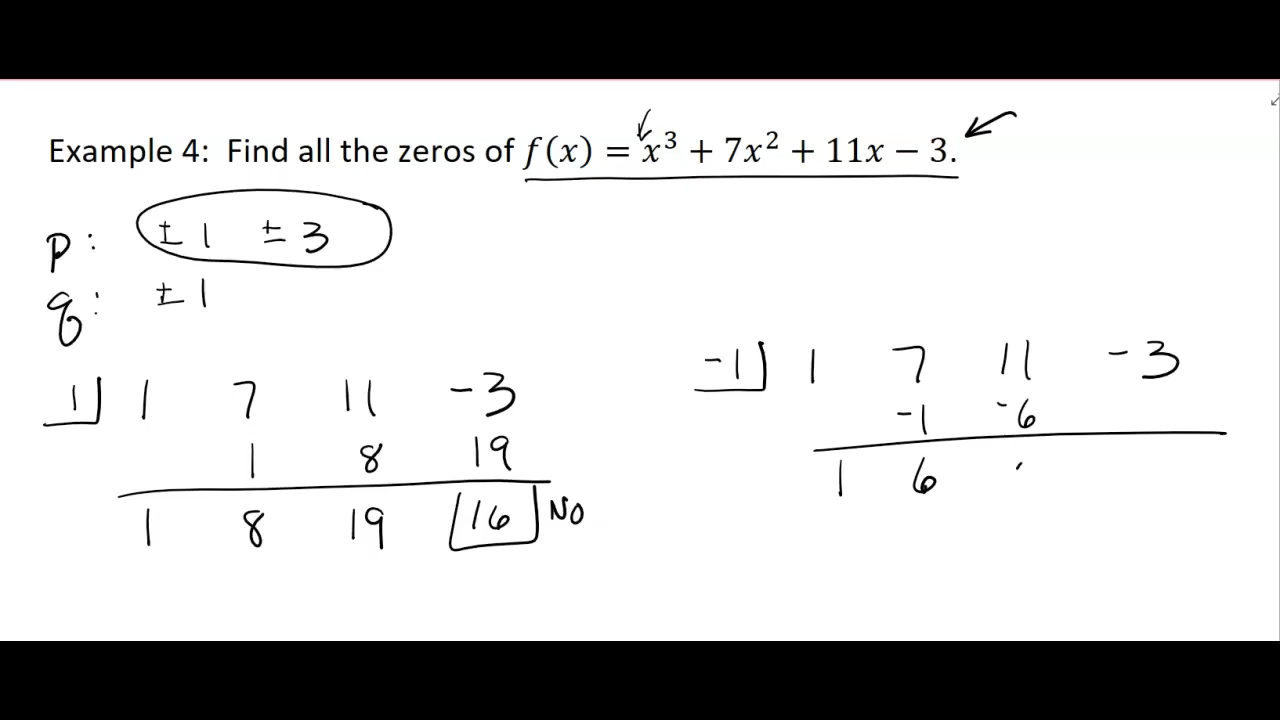 Example 4: Find all the zeros of f(x) = x³ + 7x² + 11x − 3.
p: ± 1 ± 3
q: ± 1
1 1 7 11 -3
1 8 19
1 8 19 16 NO
-1 1 7 11 -3
-1 -6
1 6